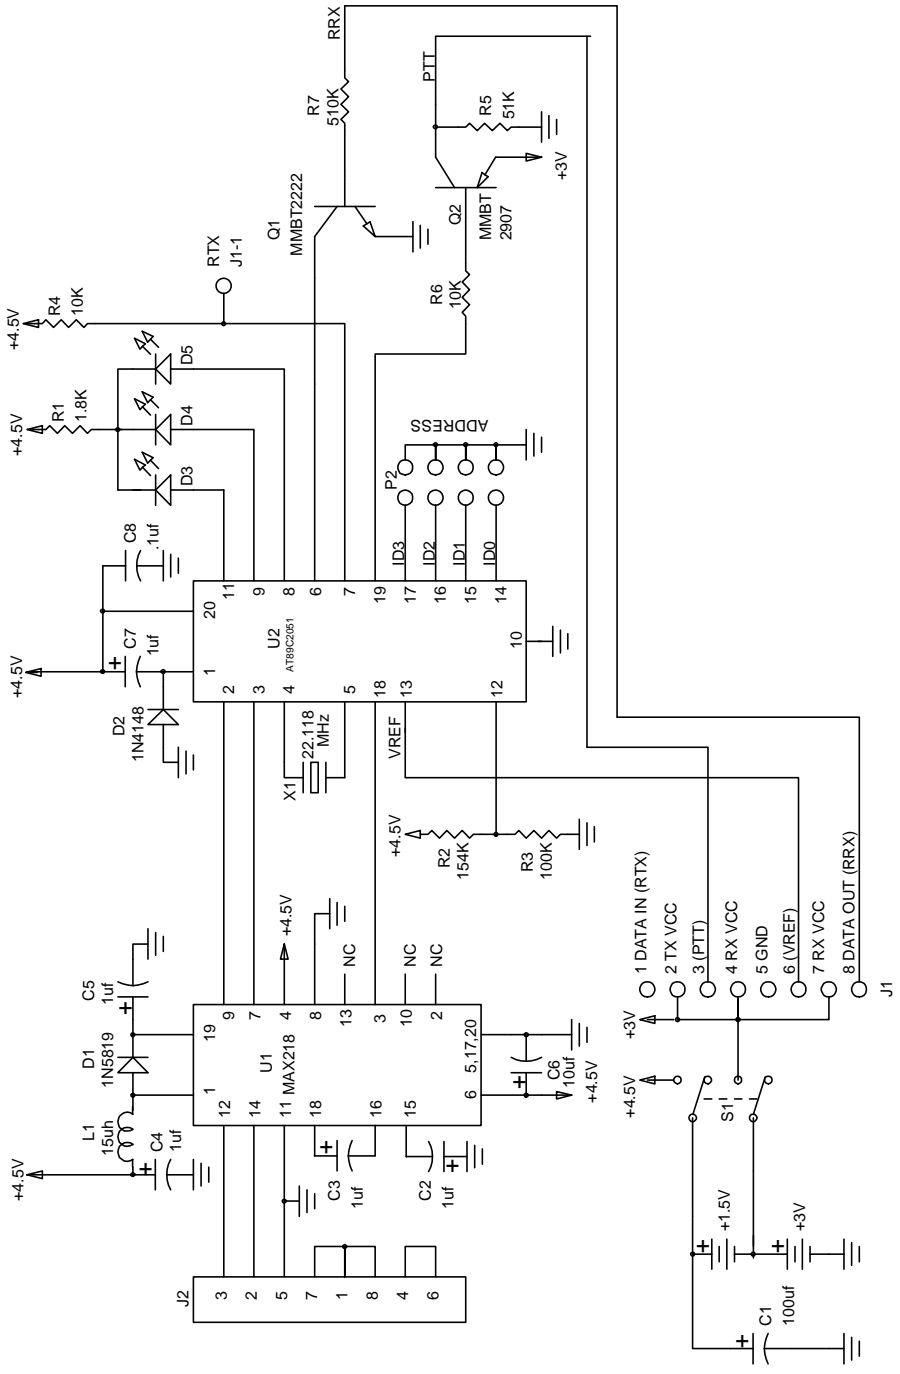 J2
3
2
5
7
1
8
4
6
+4.5V
L1
15uh
C4
1uf
D1
1N5819
C5
1uf
1
19
U1
MAX218
12
14
11
18
16
15
9
7
4
8
13
3
10
2
6
5,17,20
C3
1uf
C2
1uf
C6
10uf
+4.5V
+4.5V
NC
NC
NC
D2
1N4148
+4.5V
C7
1uf
C8
.1uf
1
20
U2
AT89C2051
2
3
4
5
18
13
12
11
9
8
6
7
19
17
16
15
14
10
X1
22.118
MHz
VREF
+4.5V
R2
154K
R3
100K
D3
D4
D5
+4.5V
R1
1.8K
+4.5V
R4
10K
RTX
J1-1
Q1
MMBT2222
R7
510K
RRX
R6
10K
Q2
MMBT
2907
PTT
R5
51K
+3V
ID3
ID2
ID1
ID0
P2
ADDRESS
C1
100uf
+1.5V
+3V
S1
+4.5V
+3V
1 DATA IN (RTX)
2 TX VCC
3 (PTT)
4 RX VCC
5 GND
6 (VREF)
7 RX VCC
8 DATA OUT (RRX)
J1